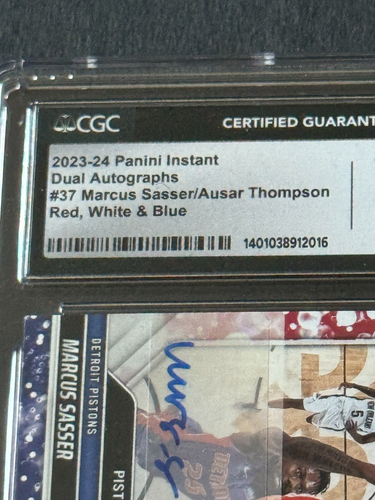 CGC
CERTIFIED GUARANT
2023-24 Panini Instant
Dual Autographs
#37 Marcus Sasser/Ausar Thompson
Red, White & Blue
1401038912016
DETROIT PISTONS
MARCUS SASSER
PIST
25
5